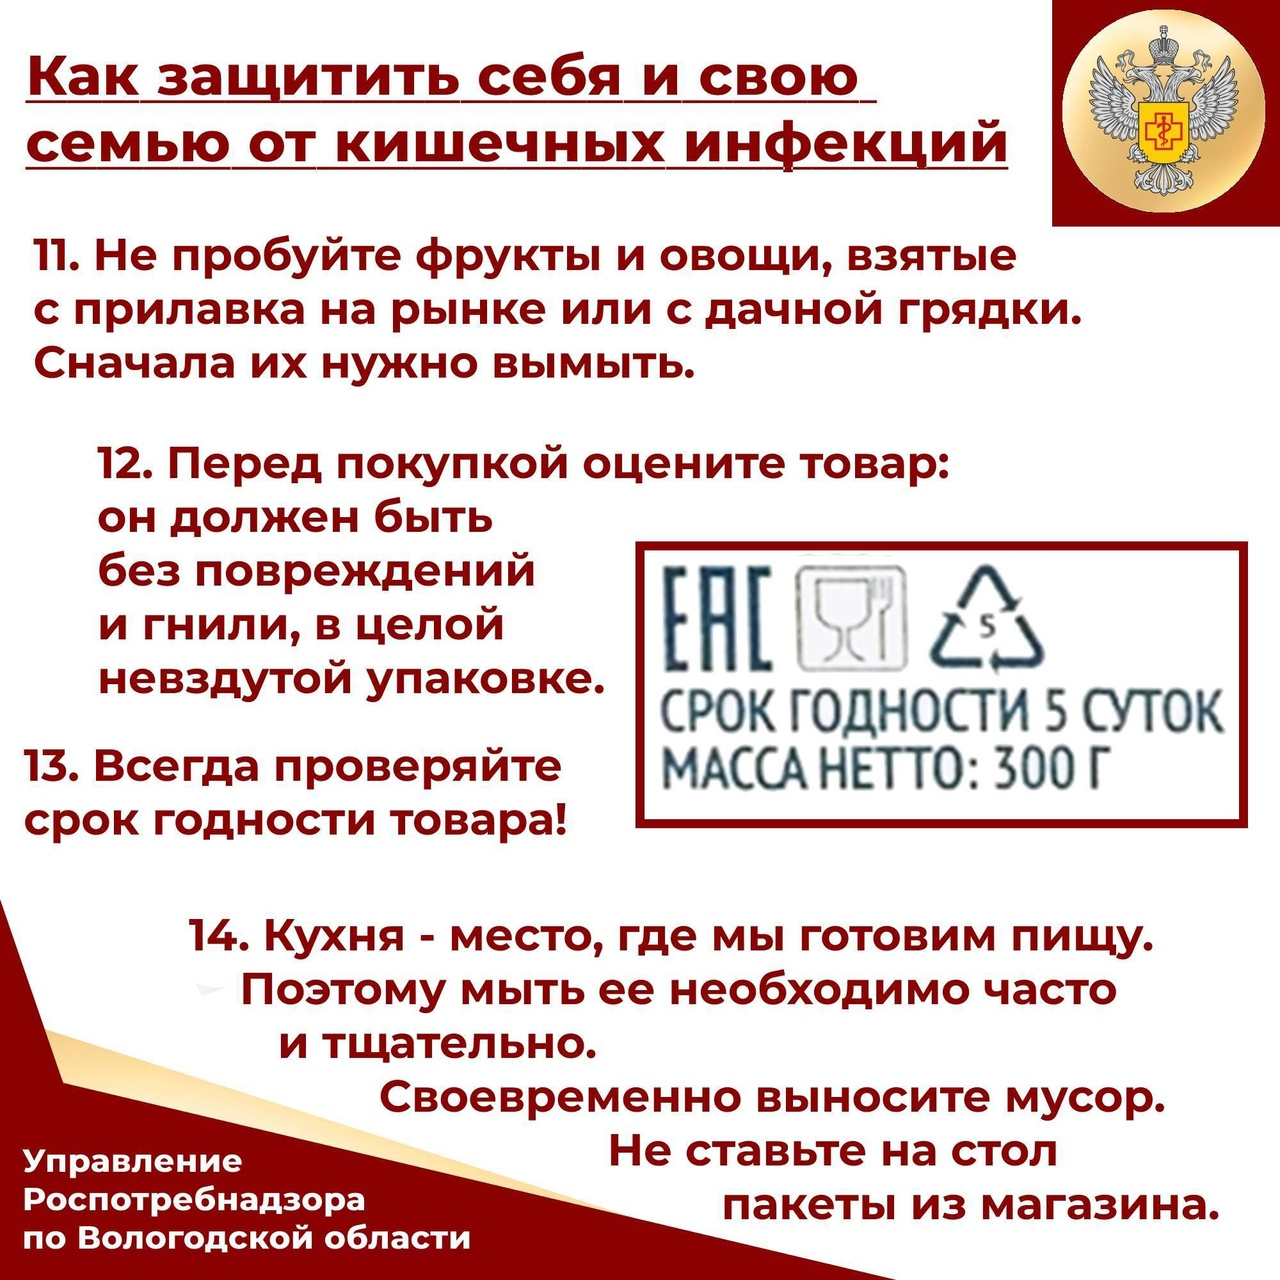 Как защитить себя и свою
семью от кишечных инфекций
11. Не пробуйте фрукты и овощи, взятые
с прилавка на рынке или с дачной грядки.
Сначала их нужно вымыть.
12. Перед покупкой оцените товар:
он должен быть
без повреждений
и гнили, в целой
невздутой упаковке.
13. Всегда проверяйте
срок годности товара!
ЕАС
5
СРОК ГОДНОСТИ 5 СУТОК
МАССА НЕТТО: 300 Г
14. Кухня - место, где мы готовим пищу.
Поэтому мыть ее необходимо часто
и тщательно.
Своевременно выносите мусор.
Не ставьте на стол
пакеты из магазина.
Управление
Роспотребнадзора
по Вологодской области